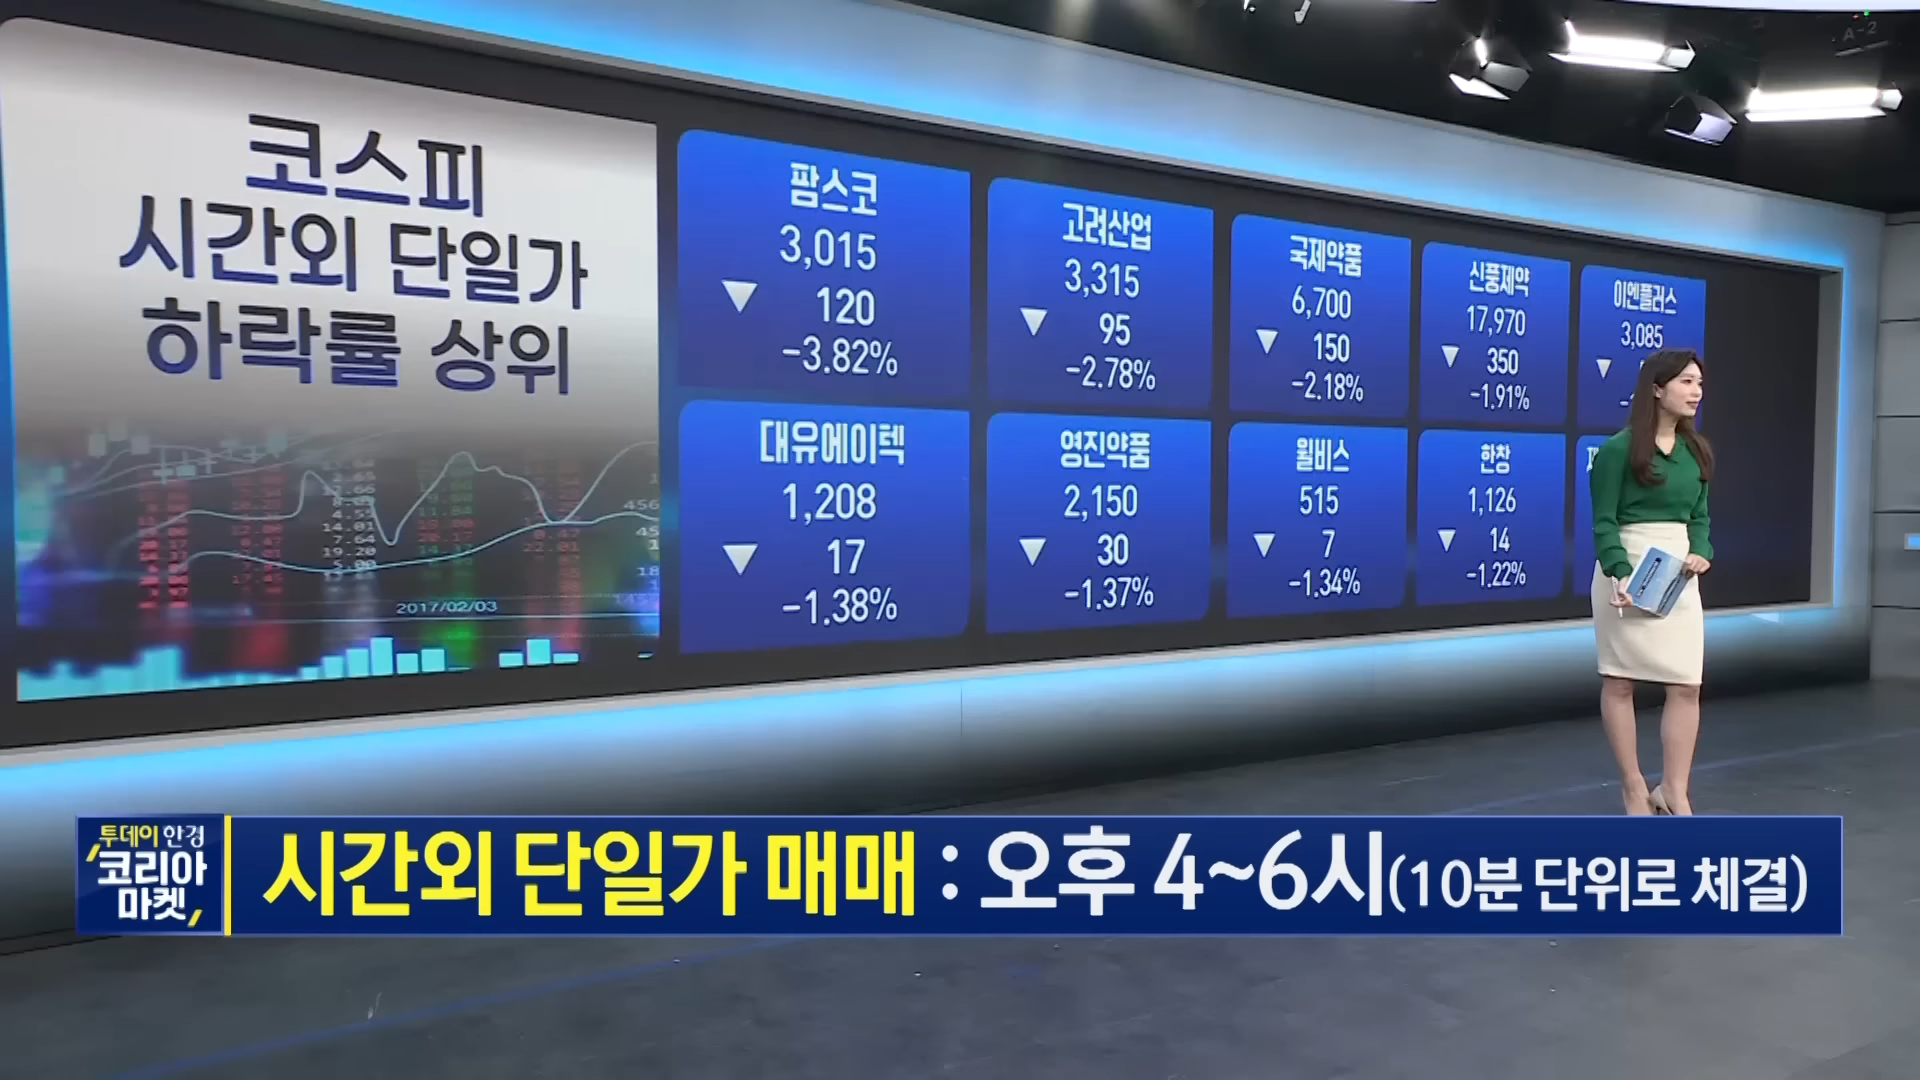 코스피
시간외 단일가
하락률 상위
팜스코
3,015
▼ 120
-3.82%
고려산업
3,315
▼ 95
-2.78%
국제약품
6,700
▼ 150
-2.18%
신풍제약
17,970
▼ 350
-1.91%
이엔플러스
3,085
▼
대유에이텍
1,208
▼ 17
-1.38%
영진약품
2,150
▼ 30
-1.37%
윌비스
515
▼ 7
-1.34%
한창
1,126
▼ 14
-1.22%
2017/02/03
A-2
투데이 한경
코리아
마켓
시간외 단일가 매매 : 오후 4~6시(10분 단위로 체결)